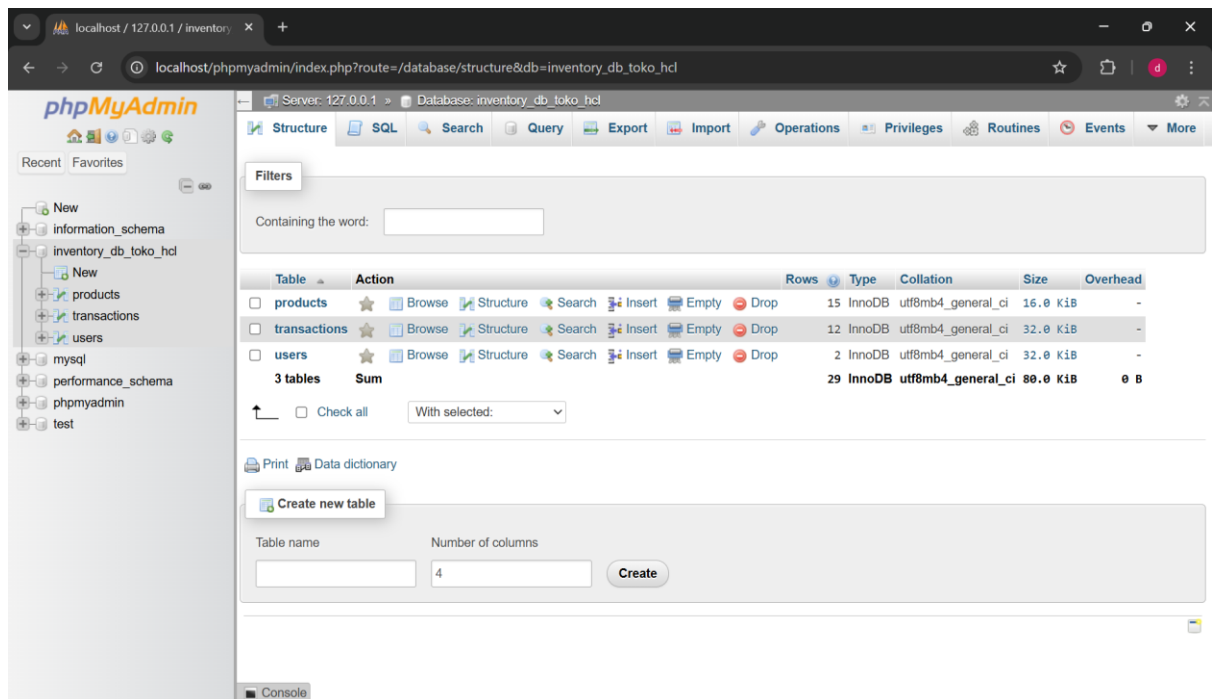 localhost / 127.0.0.1 / inventory
localhost/phpmyadmin/index.php?route=/database/structure&db=inventory_db_toko_hcl
d
phpMyAdmin
Recent Favorites
New
information_schema
inventory_db_toko_hcl
New
products
transactions
users
mysql
performance_schema
phpmyadmin
test
Server: 127.0.0.1 » Database: inventory_db_toko_hcl
Structure SQL Search Query Export Import Operations Privileges Routines Events More
Filters
Containing the word:
Table Action Rows Type Collation Size Overhead
products Browse Structure Search Insert Empty Drop 15 InnoDB utf8mb4_general_ci 16.0 KiB -
transactions Browse Structure Search Insert Empty Drop 12 InnoDB utf8mb4_general_ci 32.0 KiB -
users Browse Structure Search Insert Empty Drop 2 InnoDB utf8mb4_general_ci 32.0 KiB -
3 tables Sum 29 InnoDB utf8mb4_general_ci 80.0 KiB 0 B
Check all With selected:
Print Data dictionary
Create new table
Table name Number of columns
4 Create
Console